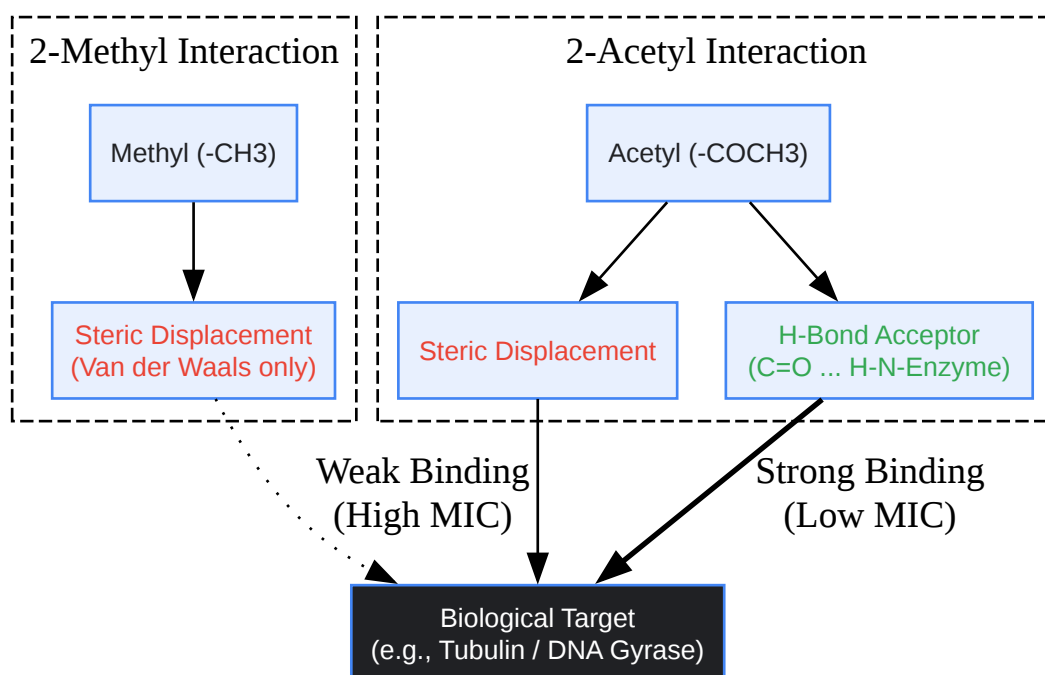 2-Methyl Interaction
2-Acetyl Interaction
Methyl (-CH3)
Acetyl (-COCH3)
Steric Displacement
(Van der Waals only)
Steric Displacement
H-Bond Acceptor
(C=O ... H-N-Enzyme)
Weak Binding
(High MIC)
Strong Binding
(Low MIC)
Biological Target
(e.g., Tubulin / DNA Gyrase)